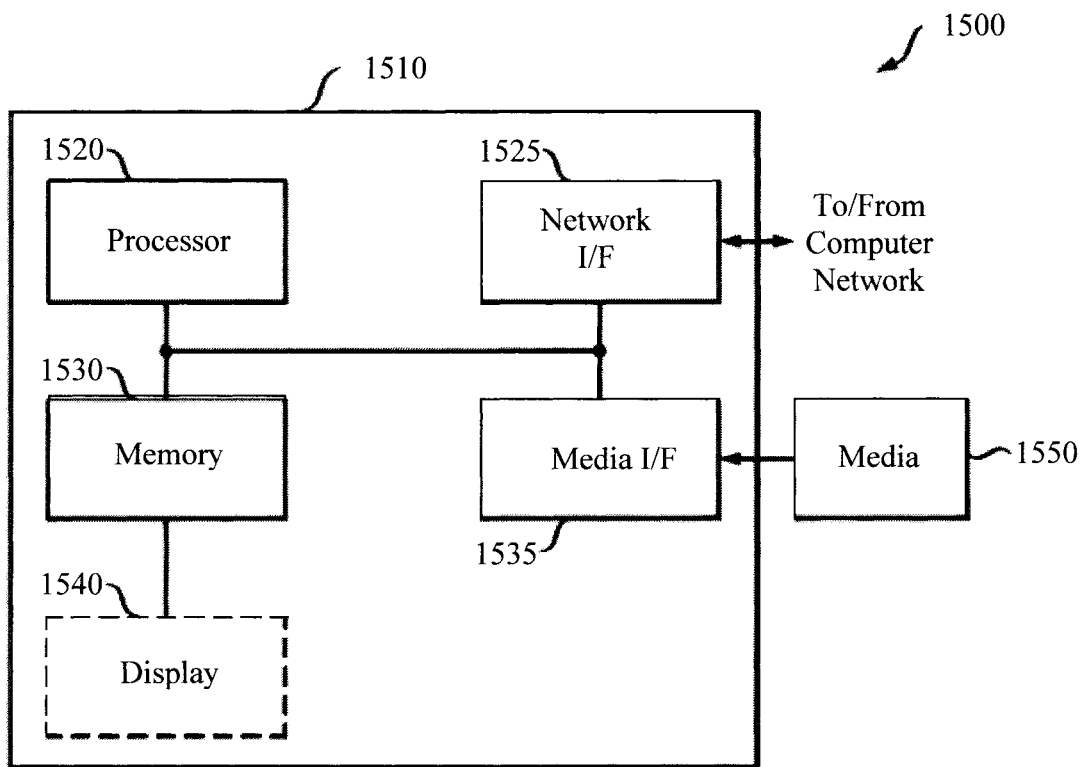 1500
1510
1520
1525
Processor
Network
I/F
To/From
Computer
Network
1530
Memory
Media I/F
Media
1550
1535
1540
Display